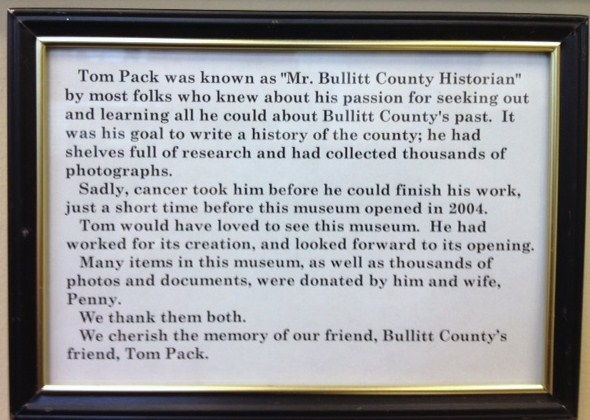 Tom Pack was known as "Mr. Bullitt County Historian"
by most folks who knew about his passion for seeking out
and learning all he could about Bullitt County's past. It
was his goal to write a history of the county; he had
shelves full of research and had collected thousands of
photographs.
Sadly, cancer took him before he could finish his work,
just a short time before this museum opened in 2004.
Tom would have loved to see this museum. He had
worked for its creation, and looked forward to its opening.
Many items in this museum, as well as thousands of
photos and documents, were donated by him and wife,
Penny.
We thank them both.
We cherish the memory of our friend, Bullitt County's
friend, Tom Pack.